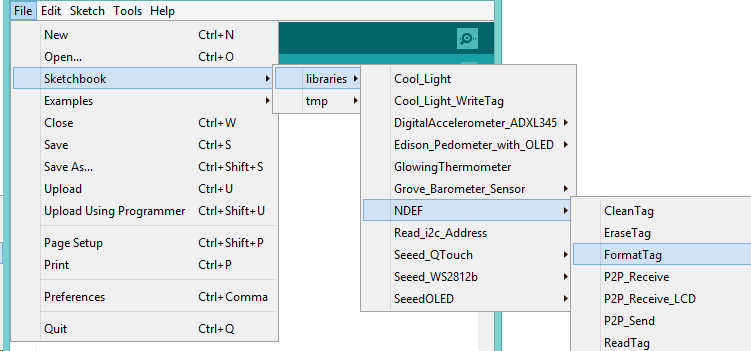 File Edit Sketch Tools Help
New Ctrl+N
Open... Ctrl+O
Sketchbook
Examples
Close Ctrl+W
Save Ctrl+S
Save As... Ctrl+Shift+S
Upload Ctrl+U
Upload Using Programmer Ctrl+Shift+U
Page Setup Ctrl+Shift+P
Print Ctrl+P
Preferences Ctrl+Comma
Quit Ctrl+Q
libraries
tmp
Cool_Light
Cool_Light_WriteTag
DigitalAccelerometer_ADXL345
Edison_Pedometer_with_OLED
GlowingThermometer
Grove_Barometer_Sensor
NDEF
Read_i2c_Address
Seeed_QTouch
Seeed_WS2812b
SeeedOLED
CleanTag
EraseTag
FormatTag
P2P_Receive
P2P_Receive_LCD
P2P_Send
ReadTag